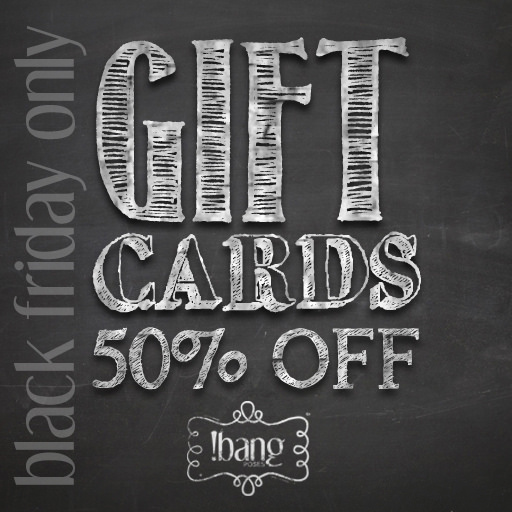 black friday only
GIFT
CARDS
50% OFF
!bang
POSES